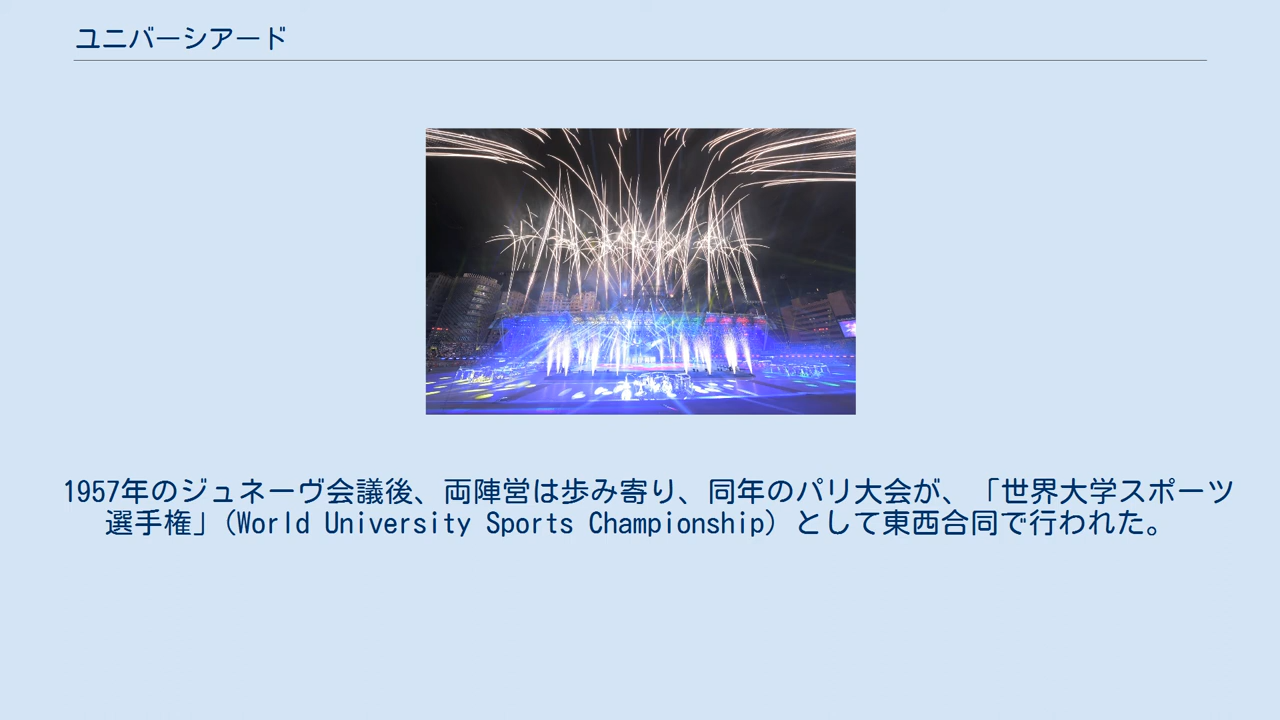 ユニバーシアード
1957年のジュネーヴ会議後、両陣営は歩み寄り、同年のパリ大会が、「世界大学スポーツ
選手権」(World University Sports Championship) として東西合同で行われた。